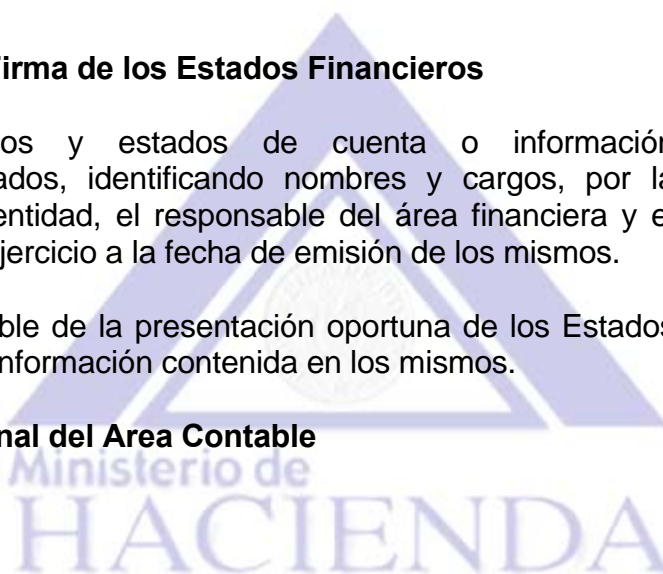 Firma de los Estados Financieros
os y estados de cuenta o información
ados, identificando nombres y cargos, por la
entidad, el responsable del área financiera y e
jercicio a la fecha de emisión de los mismos.
ble de la presentación oportuna de los Estados
información contenida en los mismos.
nal del Area Contable
Ministerio de
HACIENDA